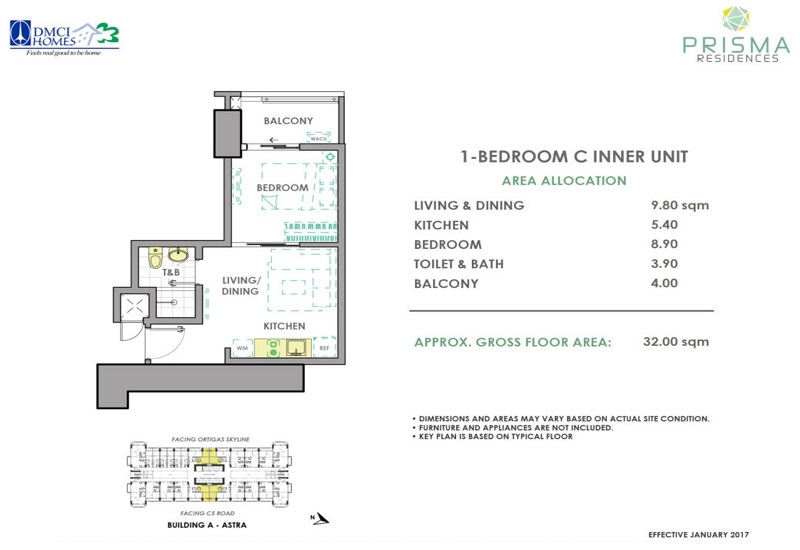 DMCI
HOMES
Feels real good to be home
PRISMA
RESIDENCES
BALCONY
WACU
BEDROOM
T&B
LIVING/
DINING
KITCHEN
WM
REF
1-BEDROOM C INNER UNIT
AREA ALLOCATION
LIVING & DINING 9.80 sqm
KITCHEN 5.40
BEDROOM 8.90
TOILET & BATH 3.90
BALCONY 4.00
APPROX. GROSS FLOOR AREA: 32.00 sqm
• DIMENSIONS AND AREAS MAY VARY BASED ON ACTUAL SITE CONDITION.
• FURNITURE AND APPLIANCES ARE NOT INCLUDED.
• KEY PLAN IS BASED ON TYPICAL FLOOR
FACING ORTIGAS SKYLINE
FACING C5 ROAD
BUILDING A - ASTRA
N
EFFECTIVE JANUARY 2017